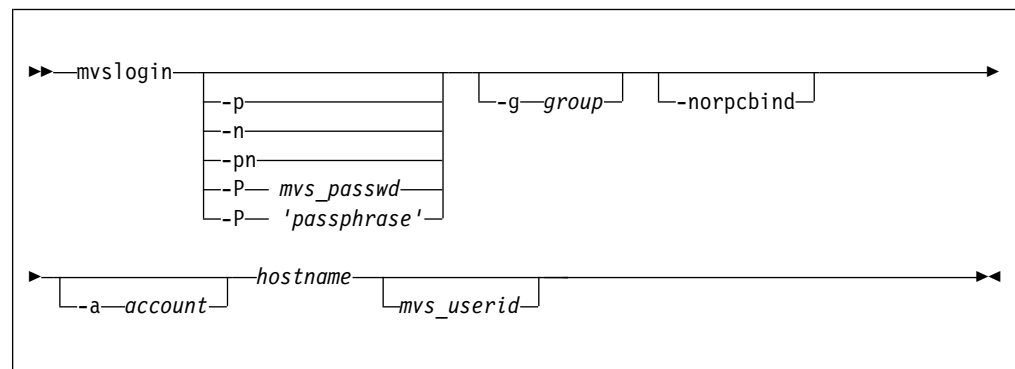 mvslogin
-p
-n
-pn
-P mvs_passwd
-P 'passphrase'
-g group
-norpcbind
-a account
hostname
mvs_userid